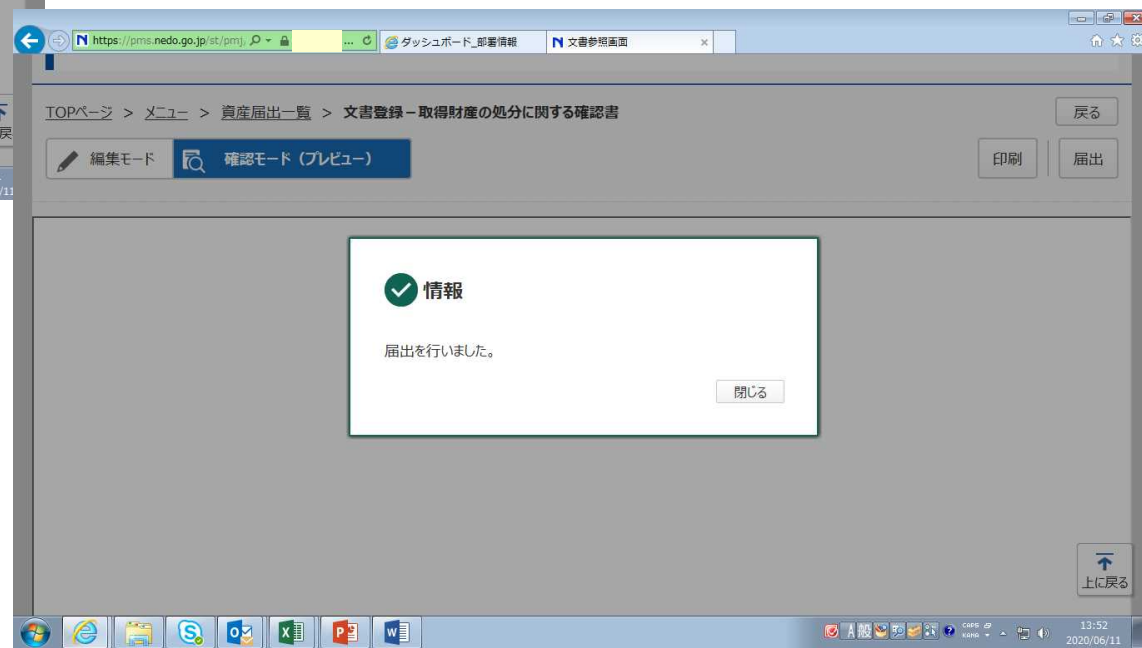 https://pms.nedo.go.jp/st/pmj, ... ダッシュボード_部署情報 N 文書参照画面 ×
TOPページ > メニュー > 資産届出一覧 > 文書登録－取得財産の処分に関する確認書 戻る
編集モード 確認モード（プレビュー） 印刷 届出
情報
届出を行いました。
閉じる
上に戻る
A 般 CAPS KANA 13:52
2020/06/11
戻
/11